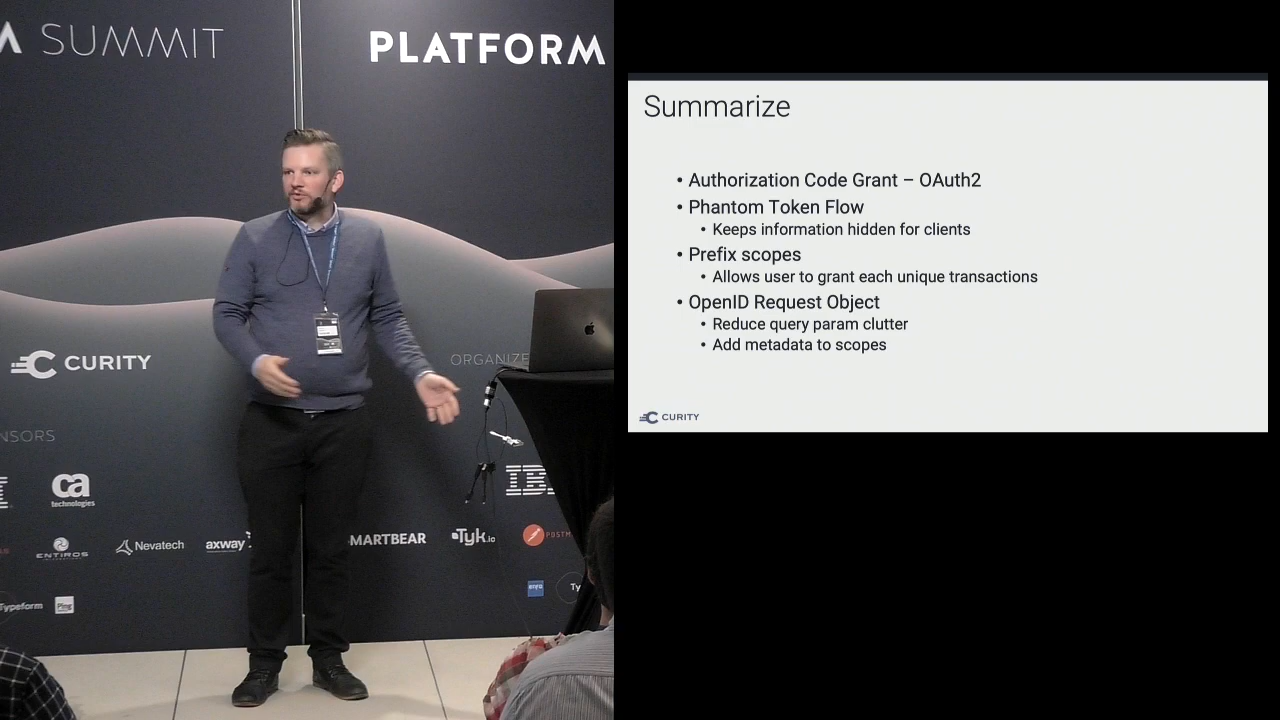 SUMMIT
PLATFORM
CURITY
ca
technologies
ENTIROS
Nevatech
axway
MARTBEAR
Tyk.io
Typeform
Ping
Summarize
• Authorization Code Grant – OAuth2
• Phantom Token Flow
• Keeps information hidden for clients
• Prefix scopes
• Allows user to grant each unique transactions
• OpenID Request Object
• Reduce query param clutter
• Add metadata to scopes
CURITY